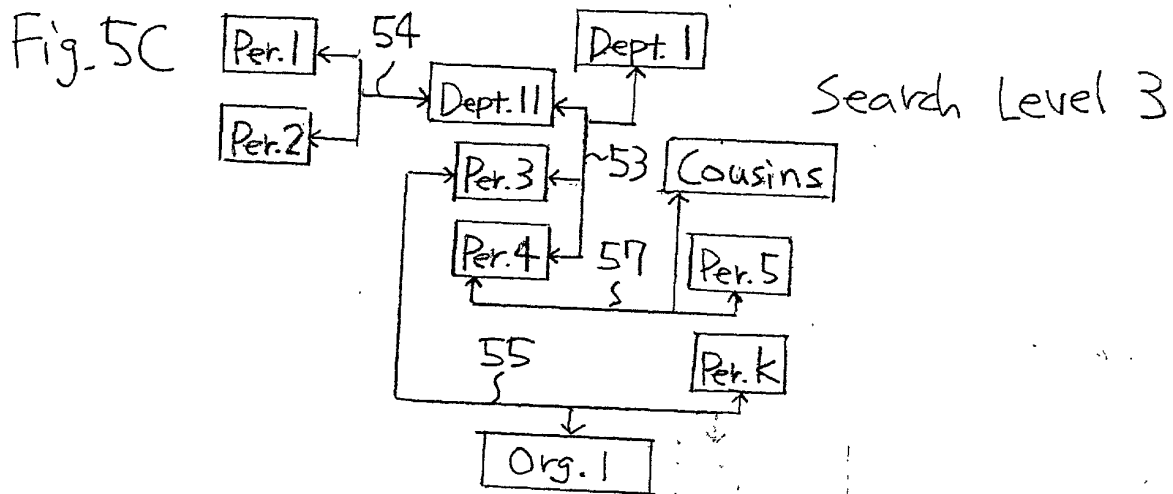 Fig. 5C
Per.1
54
Dept. 1
Dept. 11
Search Level 3
Per.2
53
Per.3
Cousins
Per.4
57
Per.5
55
Per.K
Org. 1